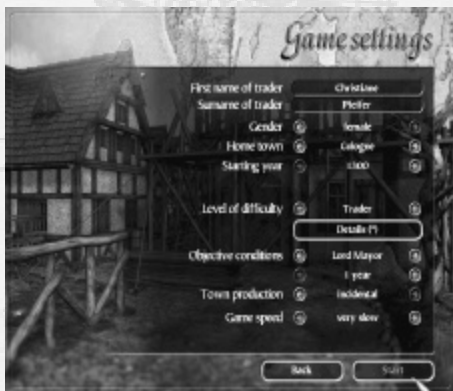 Game settings
First name of trader Christiane
Surname of trader Pfeifer
Gender female
Home town Cologne
Starting year 1300
Level of difficulty Trader
Details (*)
Objective conditions Lord Mayor
1 year
Town production incidental
Game speed very slow
Back Start